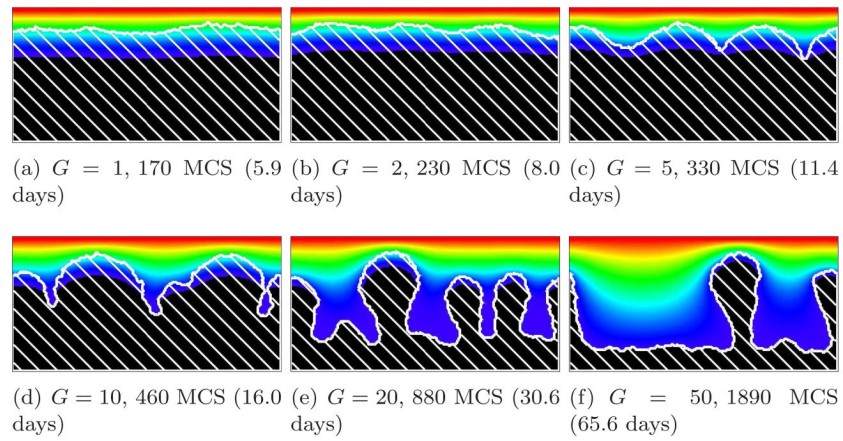 (a) G = 1, 170 MCS (5.9 days)
(b) G = 2, 230 MCS (8.0 days)
(c) G = 5, 330 MCS (11.4 days)
(d) G = 10, 460 MCS (16.0 days)
(e) G = 20, 880 MCS (30.6 days)
(f) G = 50, 1890 MCS (65.6 days)